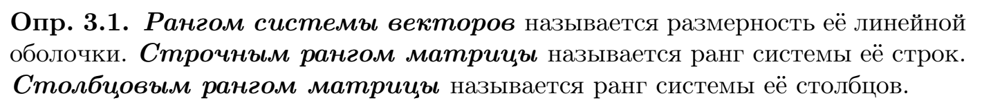 Опр. 3.1. Рангом системы векторов называется размерность её линейной
оболочки. Строчным рангом матрицы называется ранг системы её строк.
Столбцовым рангом матрицы называется ранг системы её столбцов.